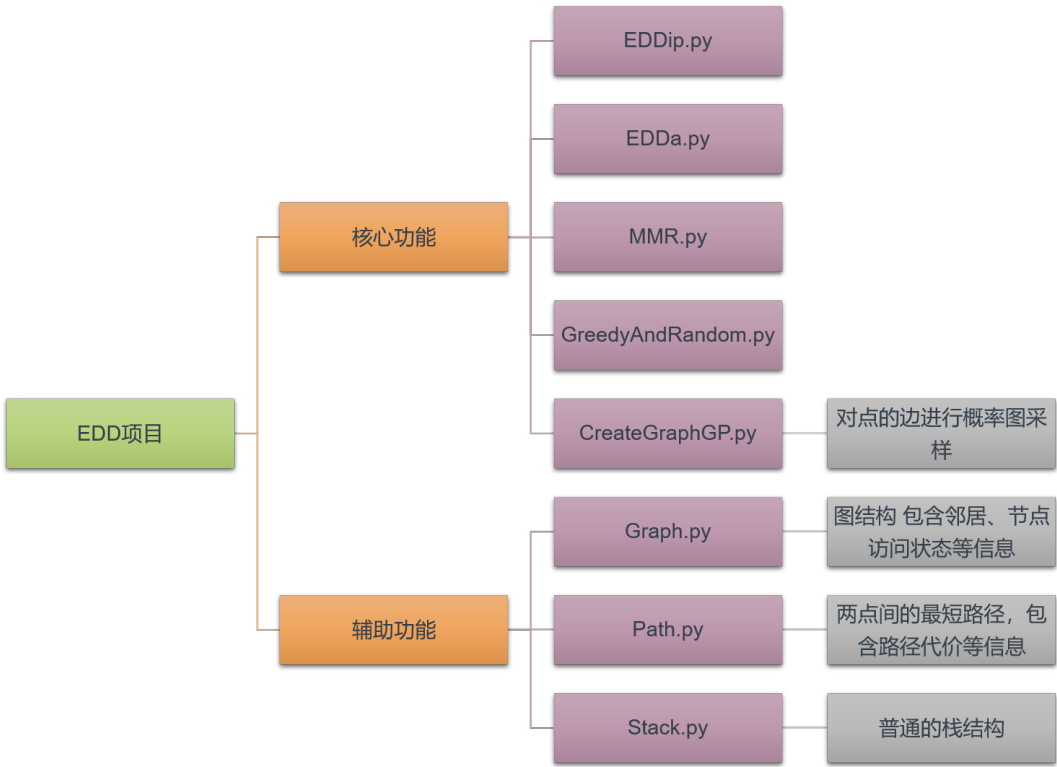 EDD项目
核心功能
EDDip.py
EDDa.py
MMR.py
GreedyAndRandom.py
CreateGraphGP.py
对点的边进行概率图采
样
辅助功能
Graph.py
图结构 包含邻居、节点
访问状态等信息
Path.py
两点间的最短路径，包
含路径代价等信息
Stack.py
普通的栈结构